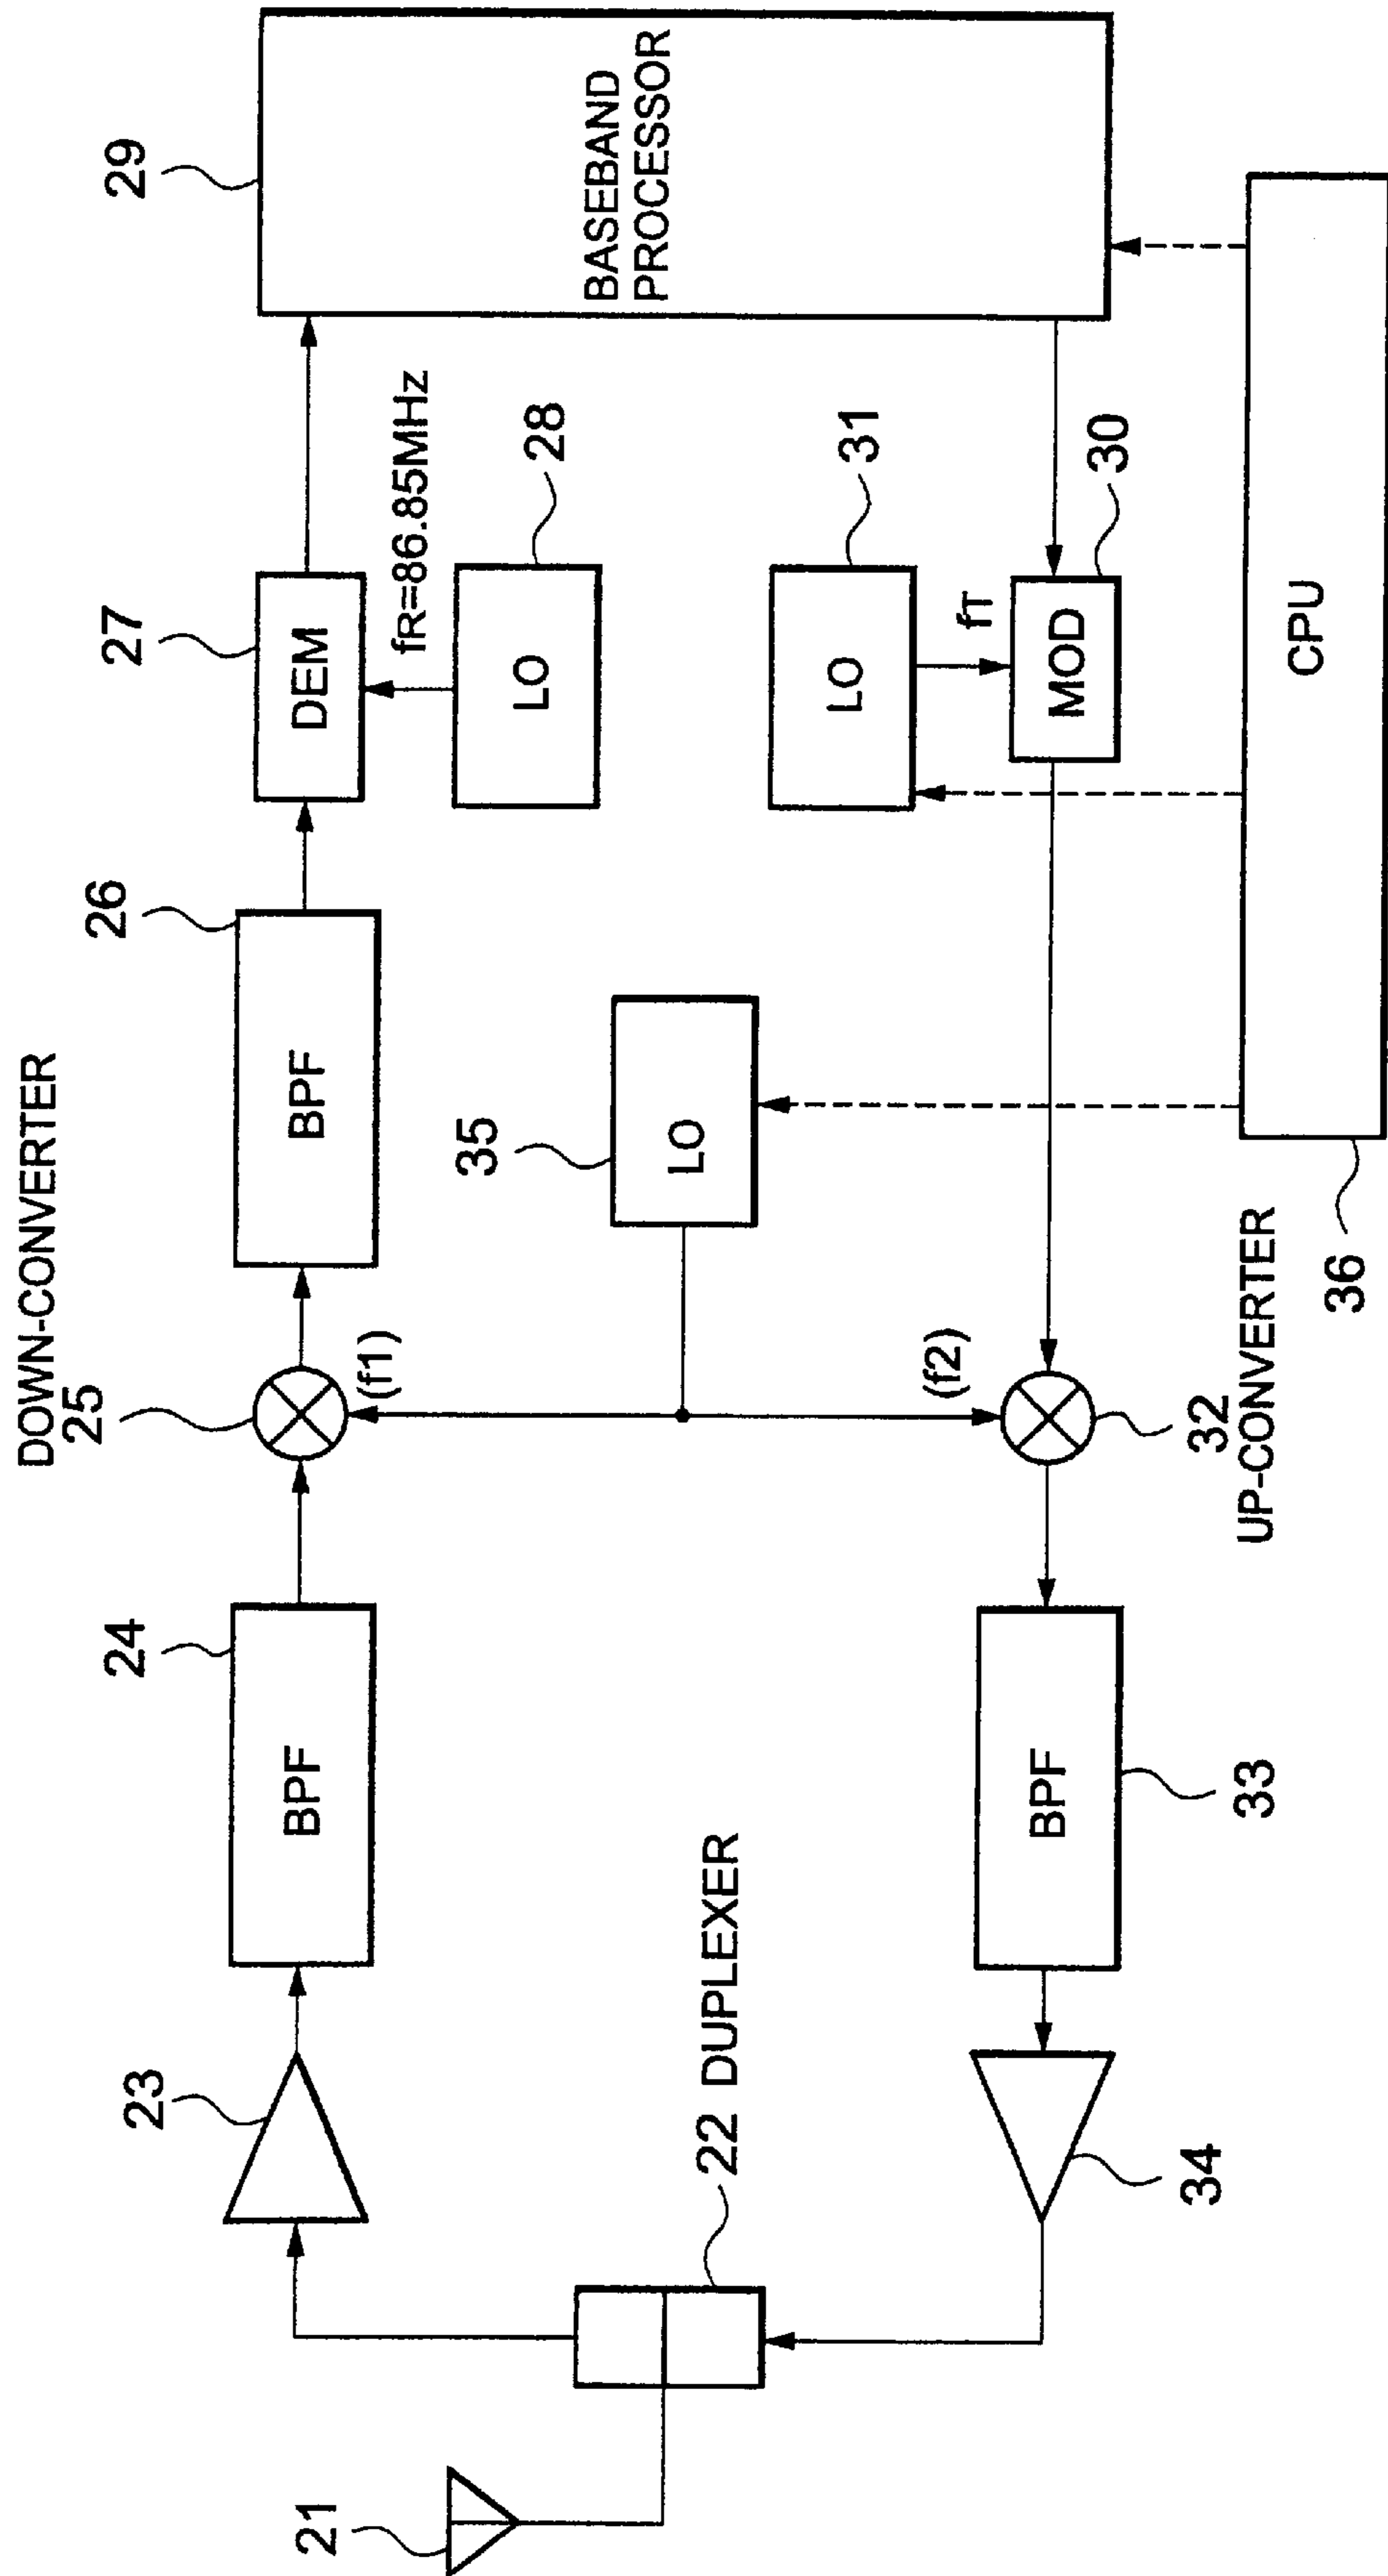 DOWN-CONVERTER
23
24
25
26
27
29
BPF
BPF
DEM
(f1)
fR=86.85MHz
21
35
LO
LO
28
BASEBAND
PROCESSOR
22 DUPLEXER
LO
31
(f2)
fT
BPF
MOD
30
34
33
32
UP-CONVERTER
36
CPU